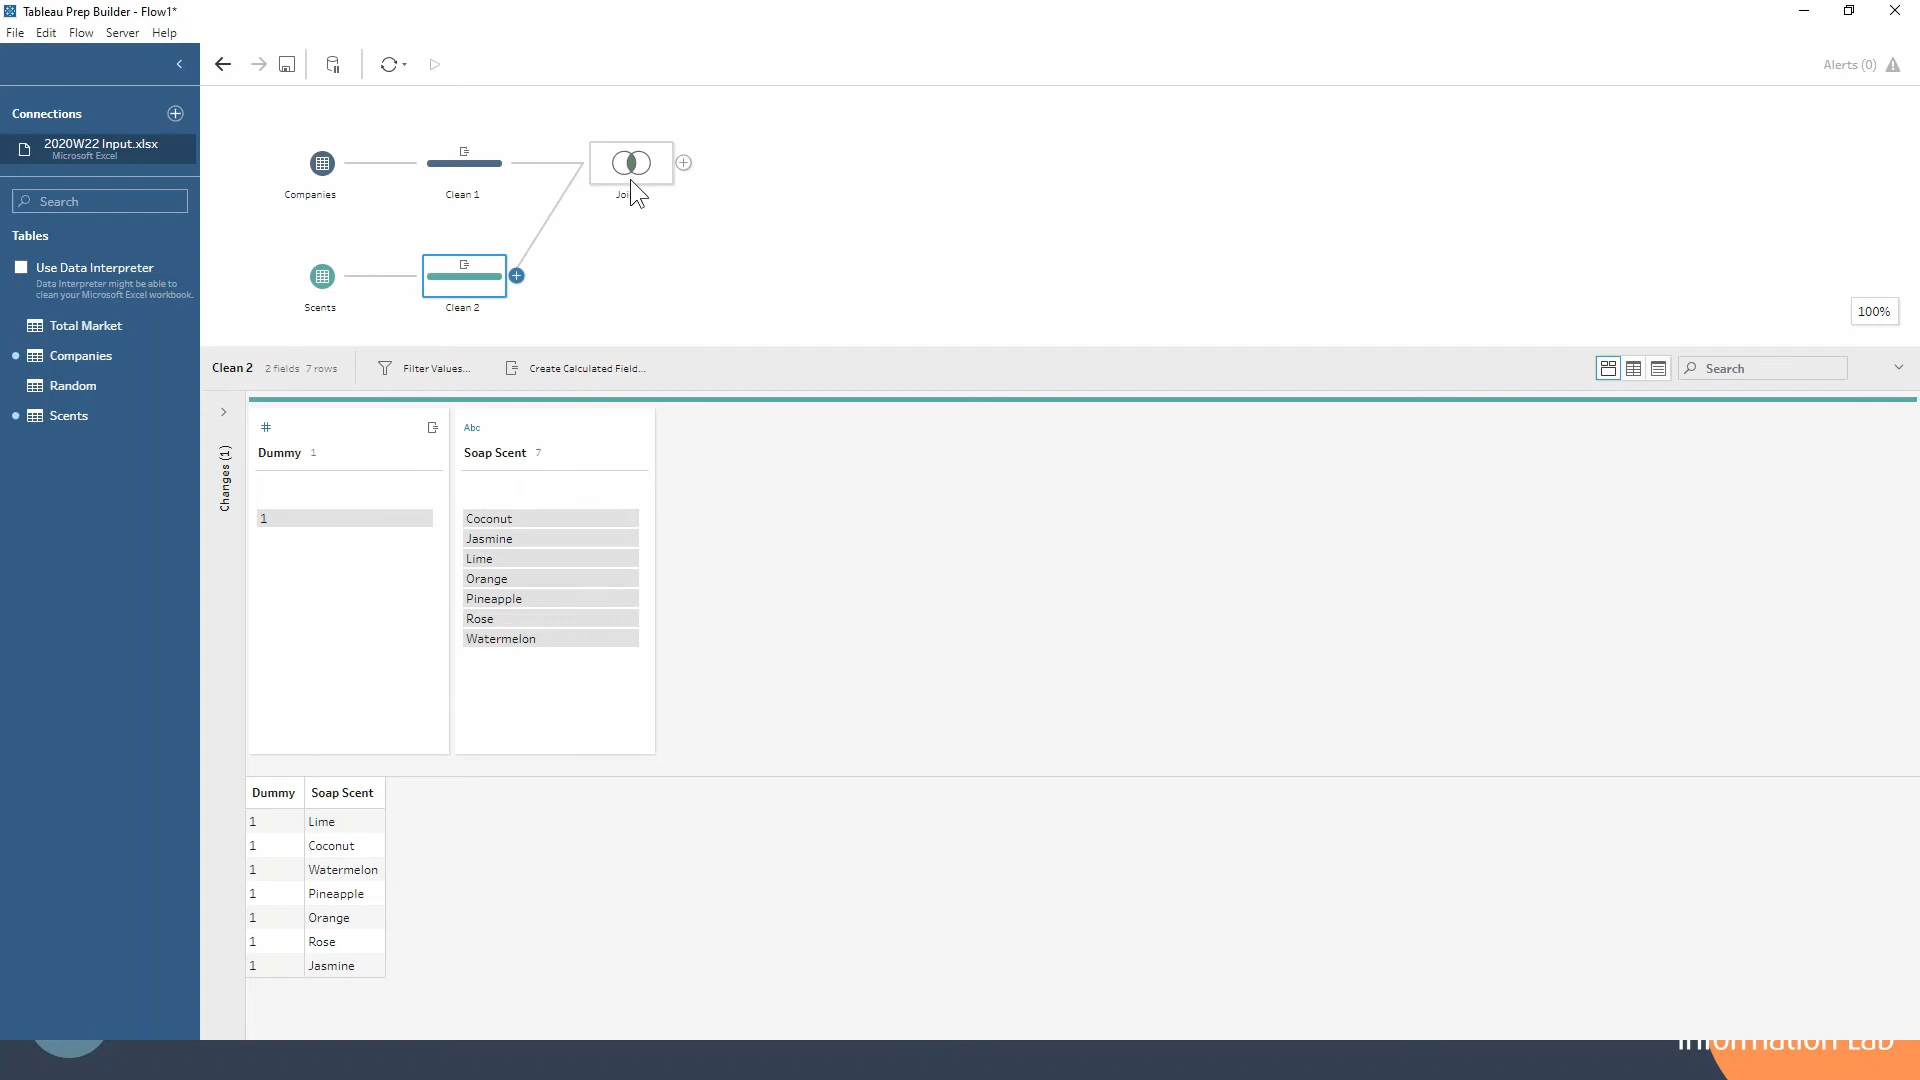 Tableau Prep Builder - Flow1*
File Edit Flow Server Help
Alerts (0)
Connections
2020W22 Input.xlsx
Microsoft Excel
Search
Tables
Use Data Interpreter
Data Interpreter might be able to
clean your Microsoft Excel workbook.
Total Market
Companies
Random
Scents
Companies
Clean 1
Scents
Clean 2
100%
Clean 2 2 fields 7 rows Filter Values... Create Calculated Field... Search
Changes (1)
#
Dummy 1
1
Abc
Soap Scent 7
Coconut
Jasmine
Lime
Orange
Pineapple
Rose
Watermelon
Dummy Soap Scent
1 Lime
1 Coconut
1 Watermelon
1 Pineapple
1 Orange
1 Rose
1 Jasmine
Information Lab